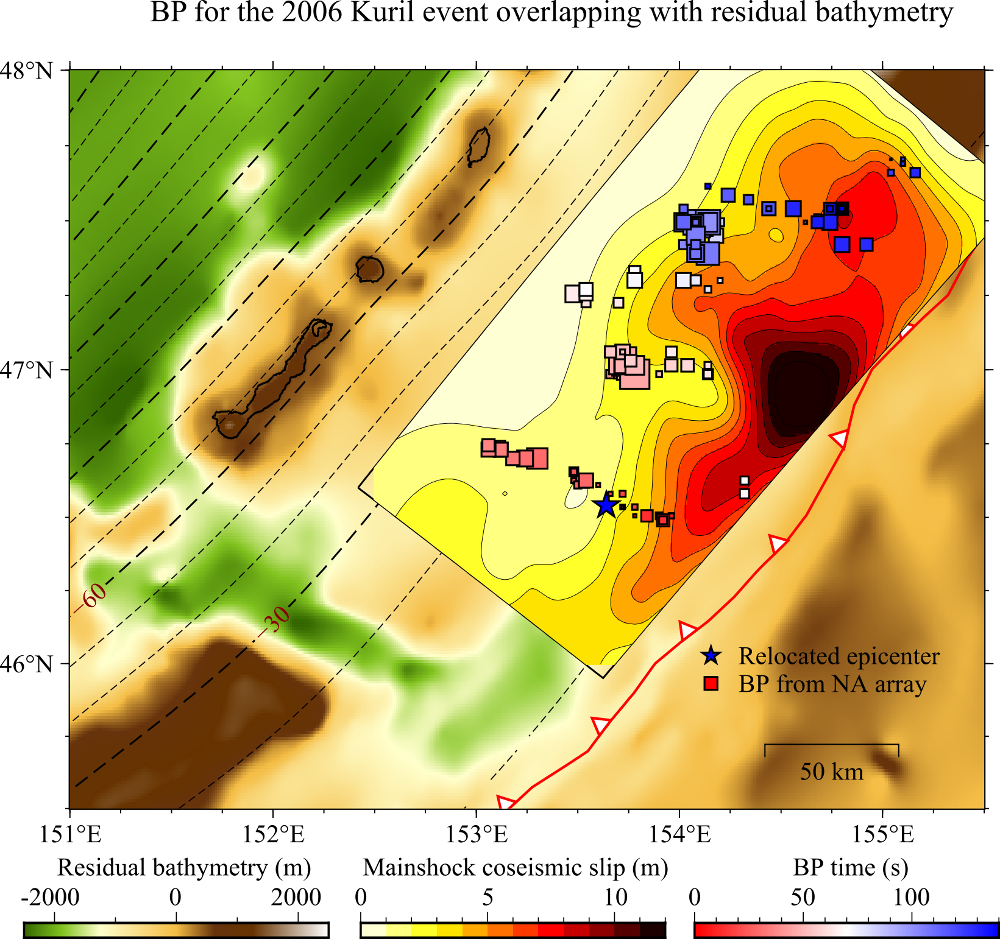 BP for the 2006 Kuril event overlapping with residual bathymetry
48°N
47°N
46°N
−60
−30
Relocated epicenter
BP from NA array
50 km
151°E 152°E 153°E 154°E 155°E
Residual bathymetry (m) Mainshock coseismic slip (m) BP time (s)
-2000 0 2000 0 5 10 0 50 100